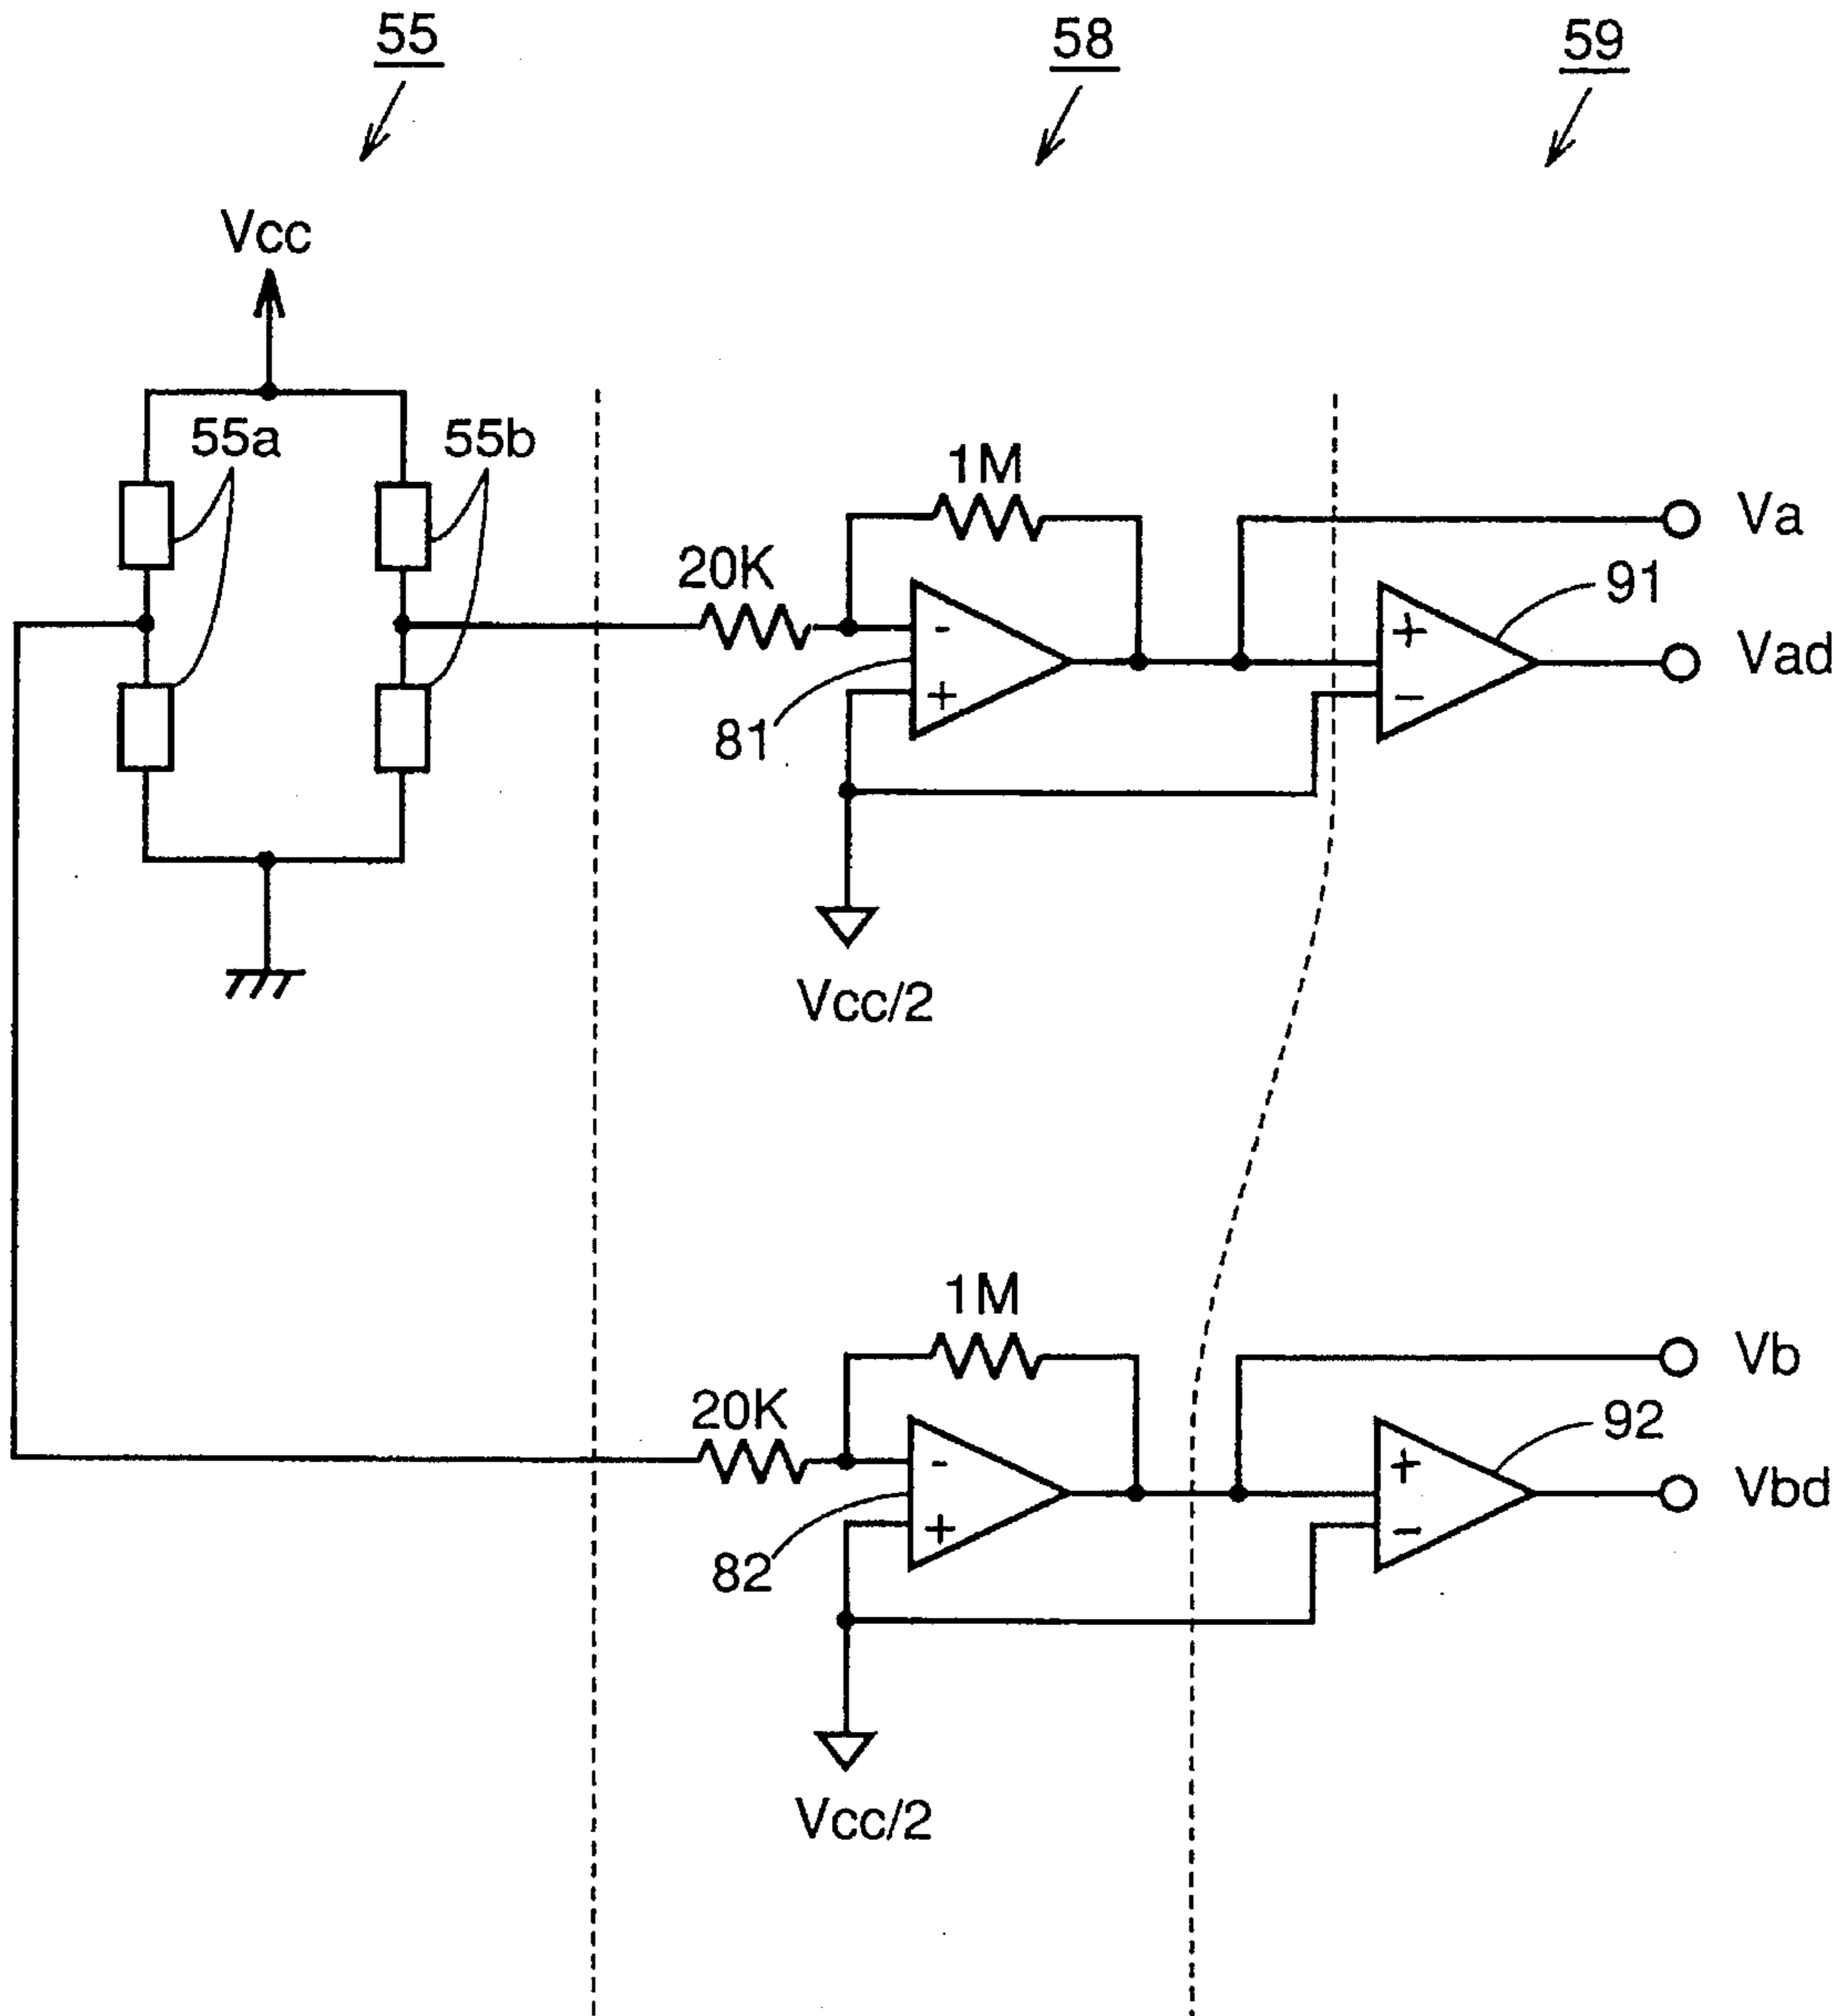 55
58
59
Vcc
55a
55b
1M
20K
-
+
81
Vcc/2
+
-
91
Va
Vad
1M
20K
-
+
82
Vcc/2
+
-
92
Vb
Vbd